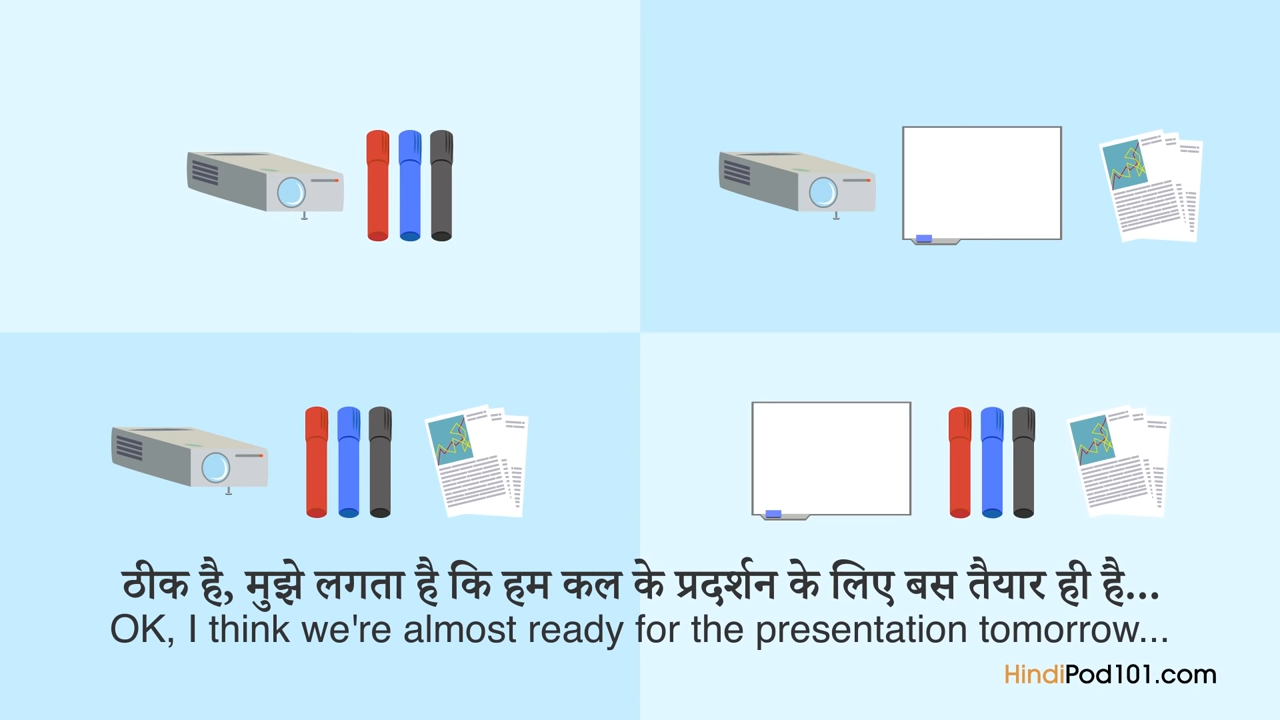 ठीक है, मुझे लगता है कि हम कल के प्रदर्शन के लिए बस तैयार ही है...
OK, I think we're almost ready for the presentation tomorrow...
HindiPod101.com